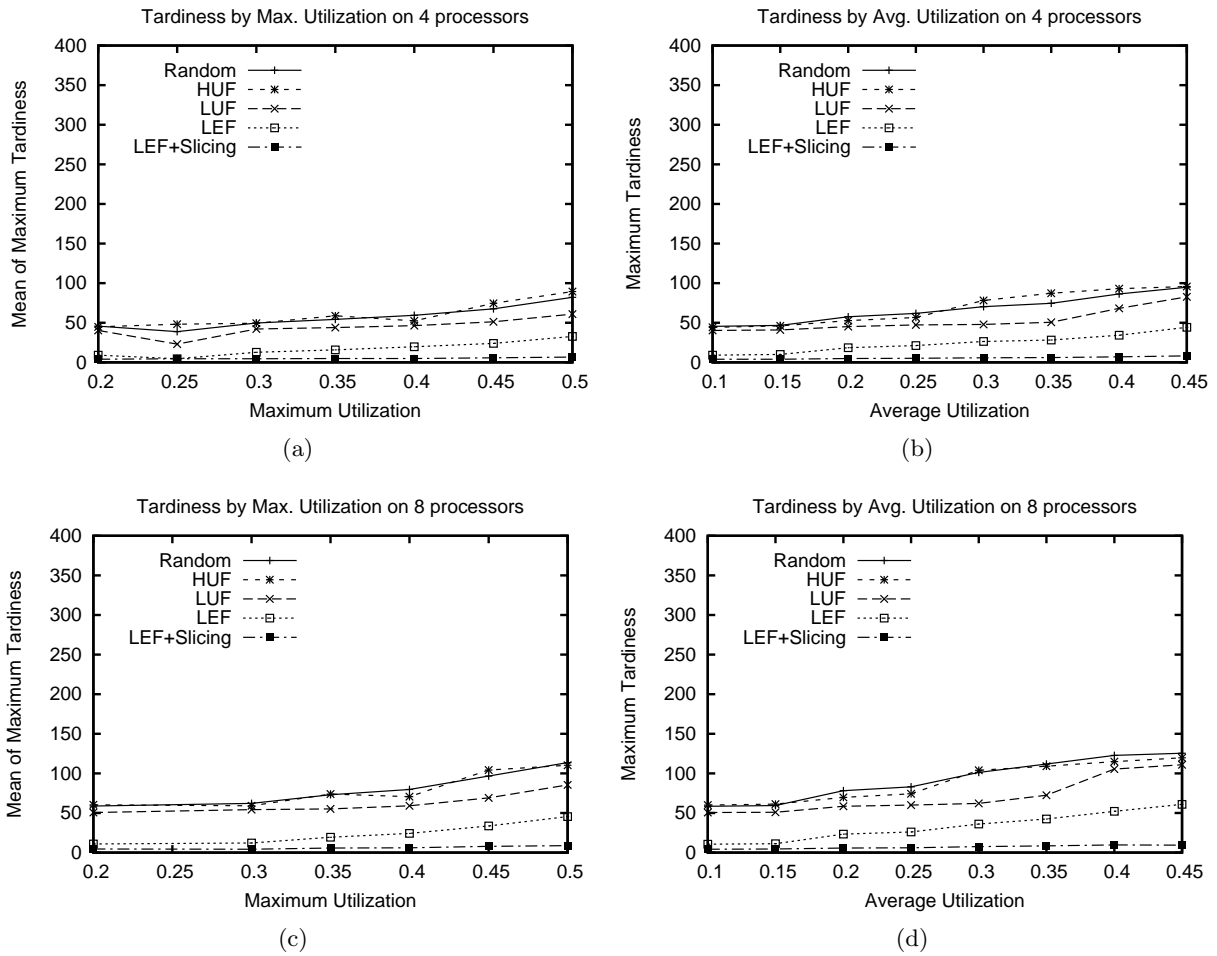 Tardiness by Max. Utilization on 4 processors
400
350
300
250
200
150
100
50
0
Mean of Maximum Tardiness
Random
HUF
LUF
LEF
LEF+Slicing
0.2 0.25 0.3 0.35 0.4 0.45 0.5
Maximum Utilization
(a)
Tardiness by Avg. Utilization on 4 processors
400
350
300
250
200
150
100
50
0
Maximum Tardiness
Random
HUF
LUF
LEF
LEF+Slicing
0.1 0.15 0.2 0.25 0.3 0.35 0.4 0.45
Average Utilization
(b)
Tardiness by Max. Utilization on 8 processors
400
350
300
250
200
150
100
50
0
Mean of Maximum Tardiness
Random
HUF
LUF
LEF
LEF+Slicing
0.2 0.25 0.3 0.35 0.4 0.45 0.5
Maximum Utilization
(c)
Tardiness by Avg. Utilization on 8 processors
400
350
300
250
200
150
100
50
0
Maximum Tardiness
Random
HUF
LUF
LEF
LEF+Slicing
0.1 0.15 0.2 0.25 0.3 0.35 0.4 0.45
Average Utilization
(d)